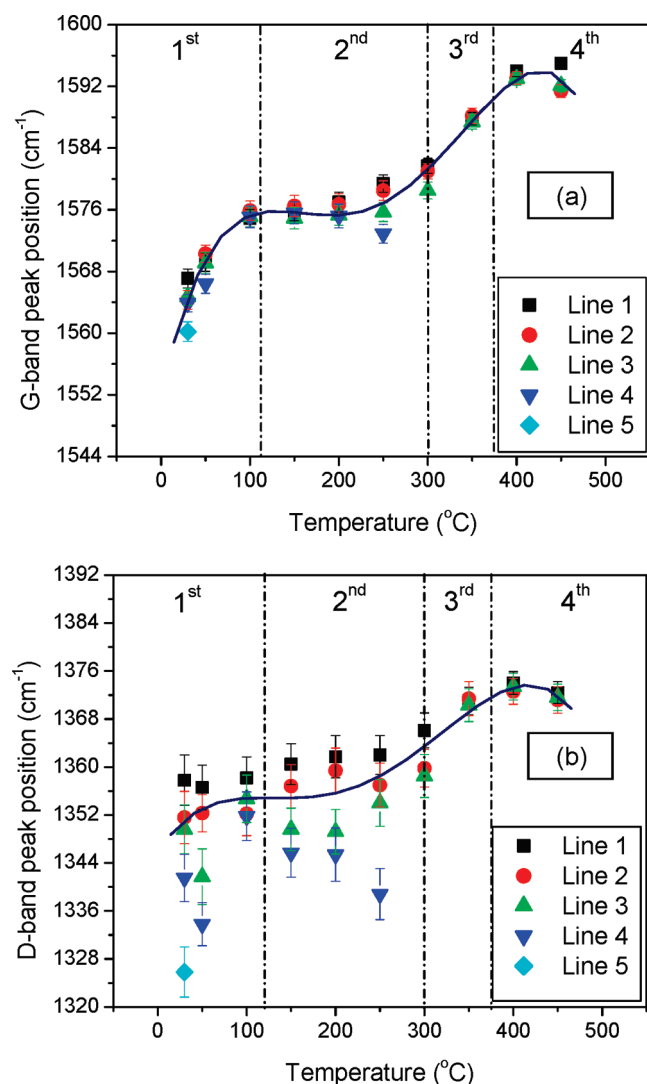 1600
1592
1584
1576
1568
1560
1552
1544
G-band peak position (cm-1)
1st 2nd 3rd 4th
(a)
Line 1
Line 2
Line 3
Line 4
Line 5
0 100 200 300 400 500
Temperature (oC)
1392
1384
1376
1368
1360
1352
1344
1336
1328
1320
D-band peak position (cm-1)
1st 2nd 3rd 4th
(b)
Line 1
Line 2
Line 3
Line 4
Line 5
0 100 200 300 400 500
Temperature (oC)